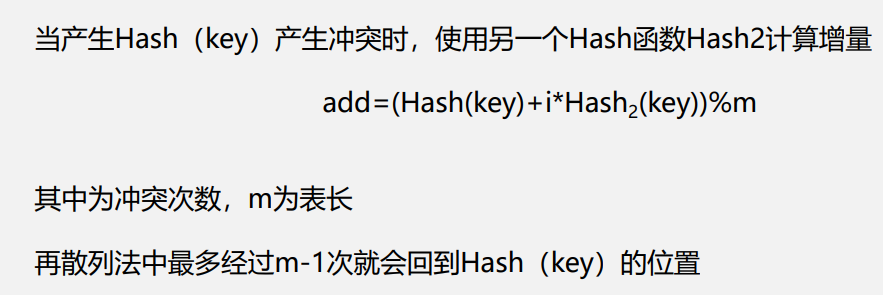 当产生Hash（key）产生冲突时，使用另一个Hash函数Hash2计算增量
add=(Hash(key)+i*Hash₂(key))%m
其中为冲突次数，m为表长
再散列法中最多经过m-1次就会回到Hash（key）的位置